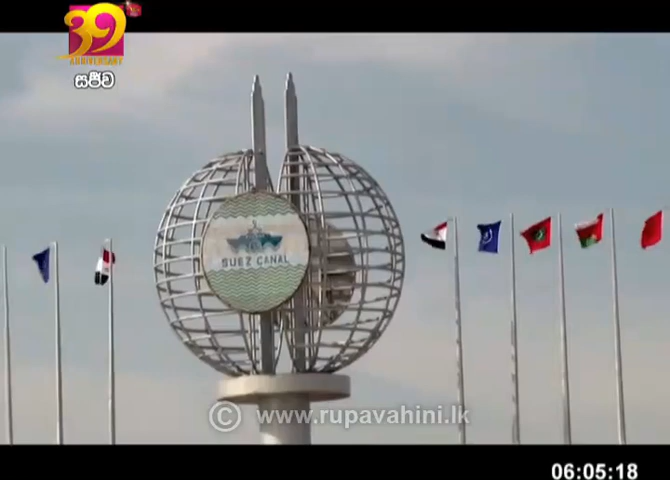 39
ANNIVERSARY
සජීව
SUEZ CANAL
© www.rupavahini.lk
06:05:18